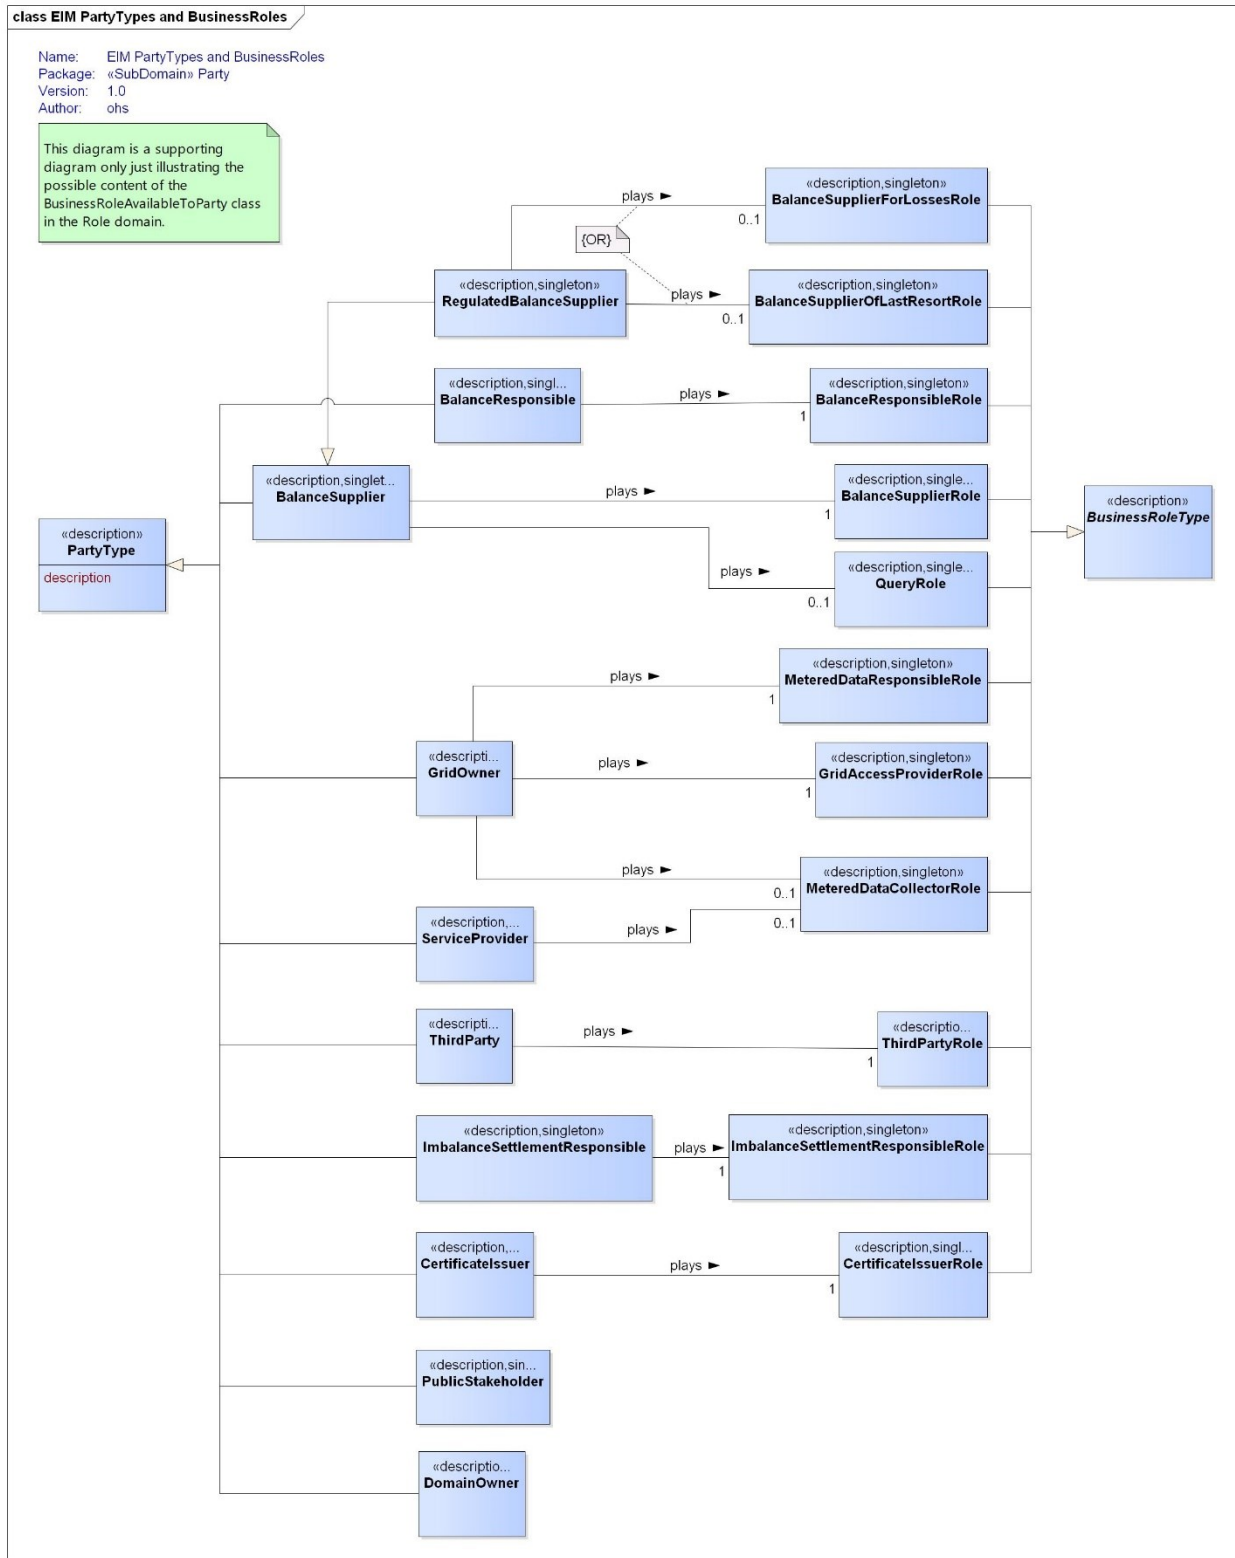 class EIM PartyTypes and BusinessRoles
Name: EIM PartyTypes and BusinessRoles
Package: «SubDomain» Party
Version: 1.0
Author: ohs
This diagram is a supporting
diagram only just illustrating the
possible content of the
BusinessRoleAvailableToParty class
in the Role domain.
plays ►
0..1
«description,singleton»
BalanceSupplierForLossesRole
{OR}
«description,singleton»
RegulatedBalanceSupplier
plays ►
0..1
«description,singleton»
BalanceSupplierOfLastResortRole
«description,singl...
BalanceResponsible
plays ►
1
«description,singleton»
BalanceResponsibleRole
«description,singlet...
BalanceSupplier
plays ►
1
«description,single...
BalanceSupplierRole
«description»
BusinessRoleType
«description»
PartyType
description
plays ►
0..1
«description,single...
QueryRole
plays ►
1
«description,singleton»
MeteredDataResponsibleRole
«descripti...
GridOwner
plays ►
1
«description,singleton»
GridAccessProviderRole
plays ►
0..1
«description,singleton»
MeteredDataCollectorRole
«description,...
ServiceProvider
plays ►
0..1
«descripti...
ThirdParty
plays ►
1
«descriptio...
ThirdPartyRole
«description,singleton»
ImbalanceSettlementResponsible
plays ►
1
«description,singleton»
ImbalanceSettlementResponsibleRole
«description,...
CertificateIssuer
plays ►
1
«description,singl...
CertificateIssuerRole
«description,sin...
PublicStakeholder
«descriptio...
DomainOwner